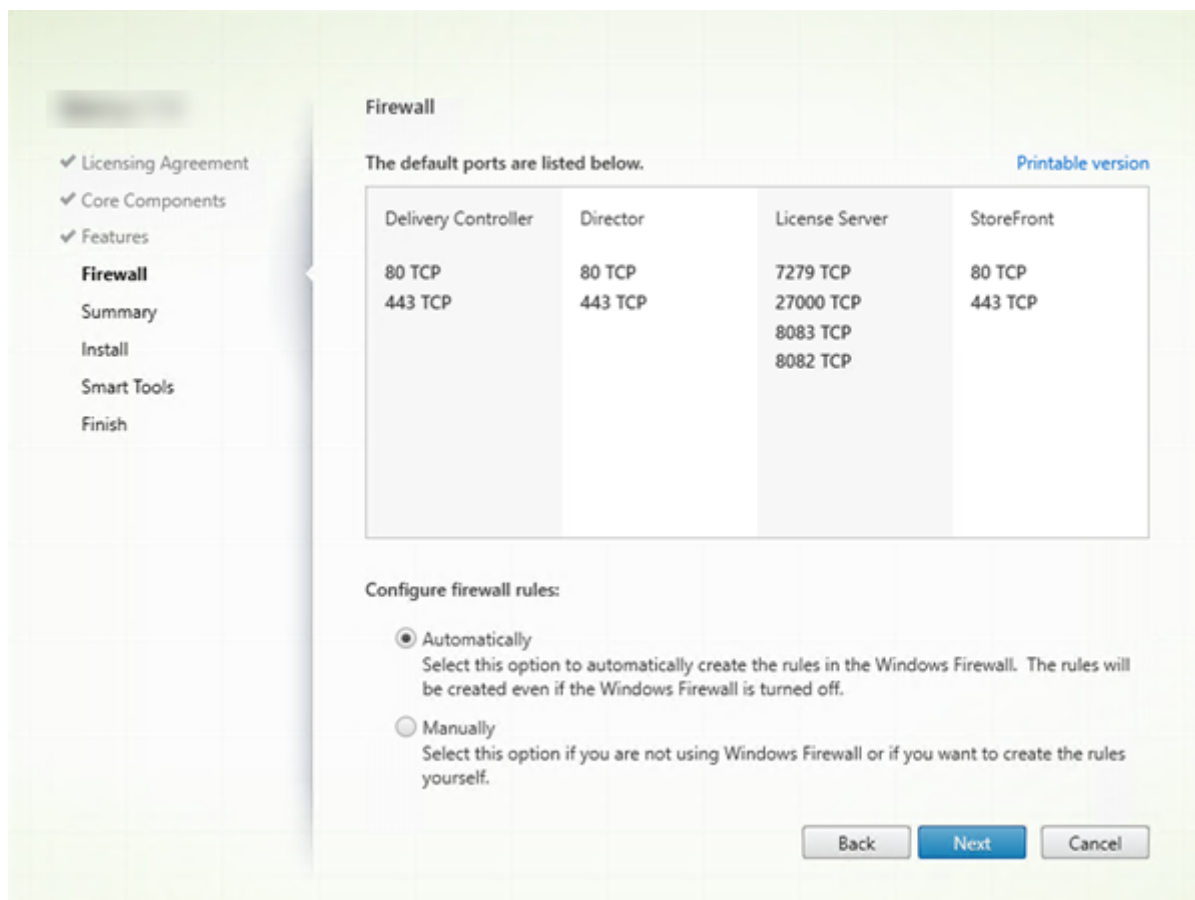 Firewall
✔ Licensing Agreement
✔ Core Components
✔ Features
Firewall
Summary
Install
Smart Tools
Finish
The default ports are listed below.
Printable version
Delivery Controller
80 TCP
443 TCP
Director
80 TCP
443 TCP
License Server
7279 TCP
27000 TCP
8083 TCP
8082 TCP
StoreFront
80 TCP
443 TCP
Configure firewall rules:
Automatically
Select this option to automatically create the rules in the Windows Firewall.  The rules will
be created even if the Windows Firewall is turned off.
Manually
Select this option if you are not using Windows Firewall or if you want to create the rules
yourself.
Back
Next
Cancel